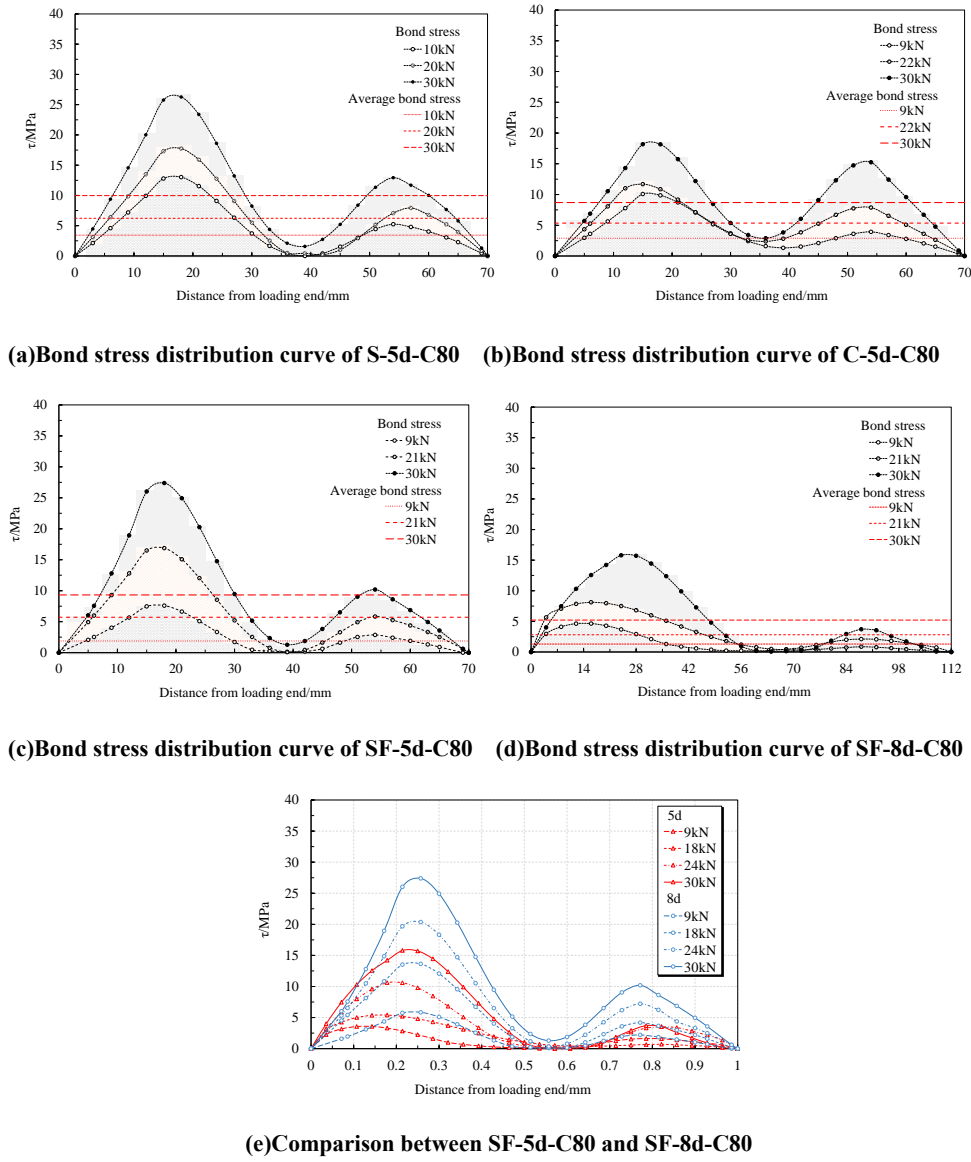 40
35
30
25
20
15
10
5
0
τ/MPa
Bond stress
10kN
20kN
30kN
Average bond stress
10kN
20kN
30kN
0 10 20 30 40 50 60 70
Distance from loading end/mm
40
35
30
25
20
15
10
5
0
τ/MPa
Bond stress
9kN
22kN
30kN
Average bond stress
9kN
22kN
30kN
0 10 20 30 40 50 60 70
Distance from loading end/mm
(a)Bond stress distribution curve of S-5d-C80 (b)Bond stress distribution curve of C-5d-C80
40
35
30
25
20
15
10
5
0
τ/MPa
Bond stress
9kN
21kN
30kN
Average bond stress
9kN
21kN
30kN
0 10 20 30 40 50 60 70
Distance from loading end/mm
40
35
30
25
20
15
10
5
0
τ/MPa
Bond stress
9kN
21kN
30kN
Average bond stress
9kN
21kN
30kN
0 14 28 42 56 70 84 98 112
Distance from loading end/mm
(c)Bond stress distribution curve of SF-5d-C80 (d)Bond stress distribution curve of SF-8d-C80
40
35
30
25
20
15
10
5
0
τ/MPa
5d
9kN
18kN
24kN
30kN
8d
9kN
18kN
24kN
30kN
0 0.1 0.2 0.3 0.4 0.5 0.6 0.7 0.8 0.9 1
Distance from loading end/mm
(e)Comparison between SF-5d-C80 and SF-8d-C80